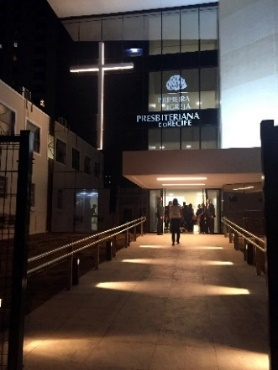 PRIMEIRA
IGREJA
PRESBITERIANA
DO RECIFE